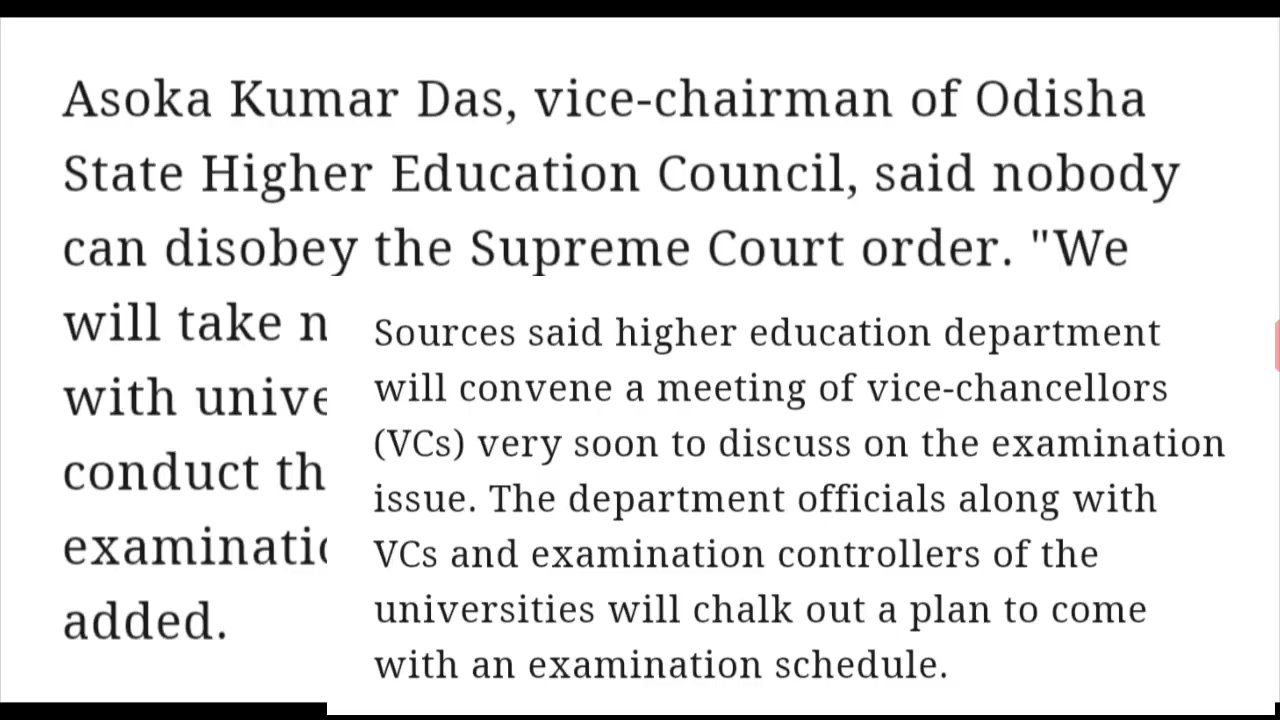 Asoka Kumar Das, vice-chairman of Odisha
State Higher Education Council, said nobody
can disobey the Supreme Court order. "We
will take
with
conduct
added.
Sources said higher education department
will convene a meeting of vice-chancellors
(VCs) very soon to discuss on the examination
issue. The department officials along with
VCs and examination controllers of the
universities will chalk out a plan to come
with an examination schedule.